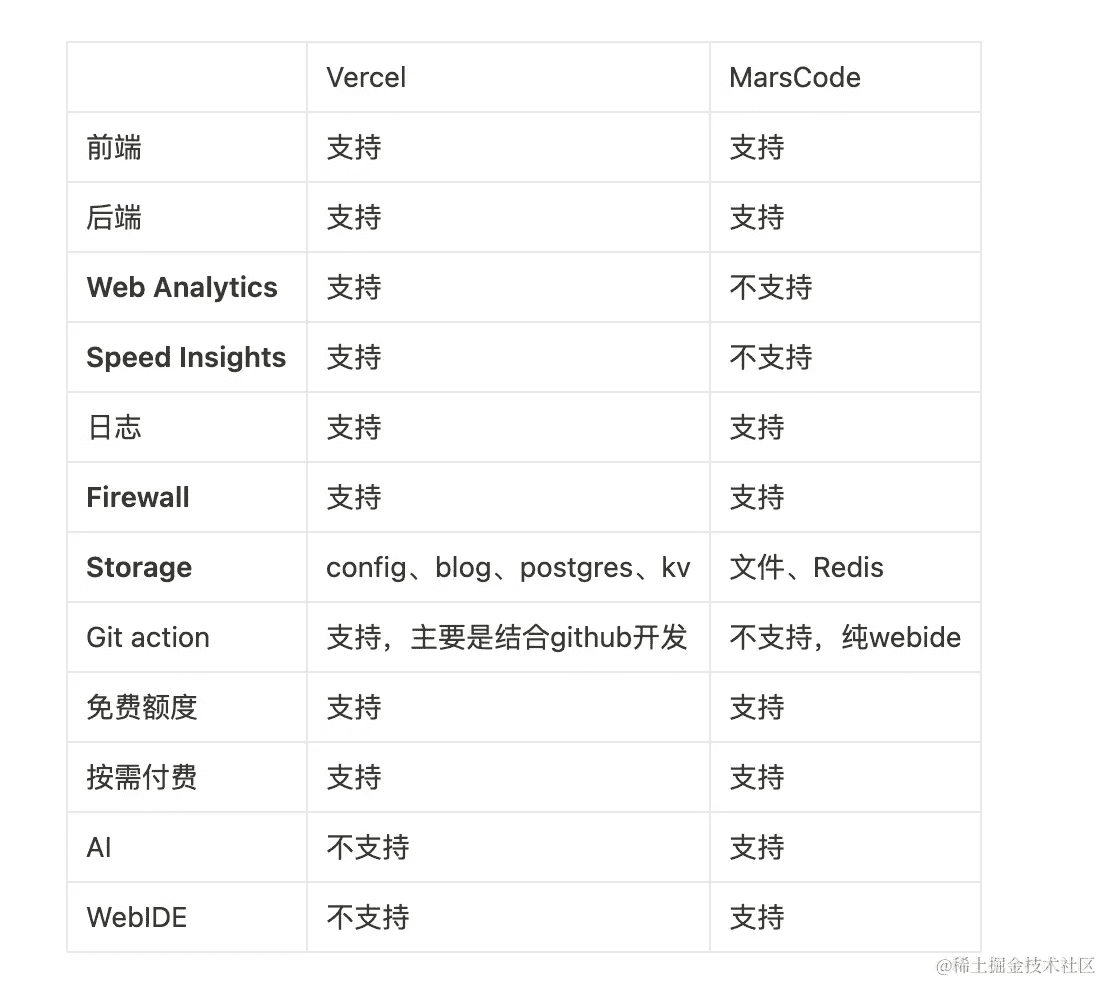 Vercel MarsCode
前端 支持 支持
后端 支持 支持
Web Analytics 支持 不支持
Speed Insights 支持 不支持
日志 支持 支持
Firewall 支持 支持
Storage config、blog、postgres、kv 文件、Redis
Git action 支持，主要是结合github开发 不支持，纯webide
免费额度 支持 支持
按需付费 支持 支持
AI 不支持 支持
WebIDE 不支持 支持
@稀土掘金技术社区